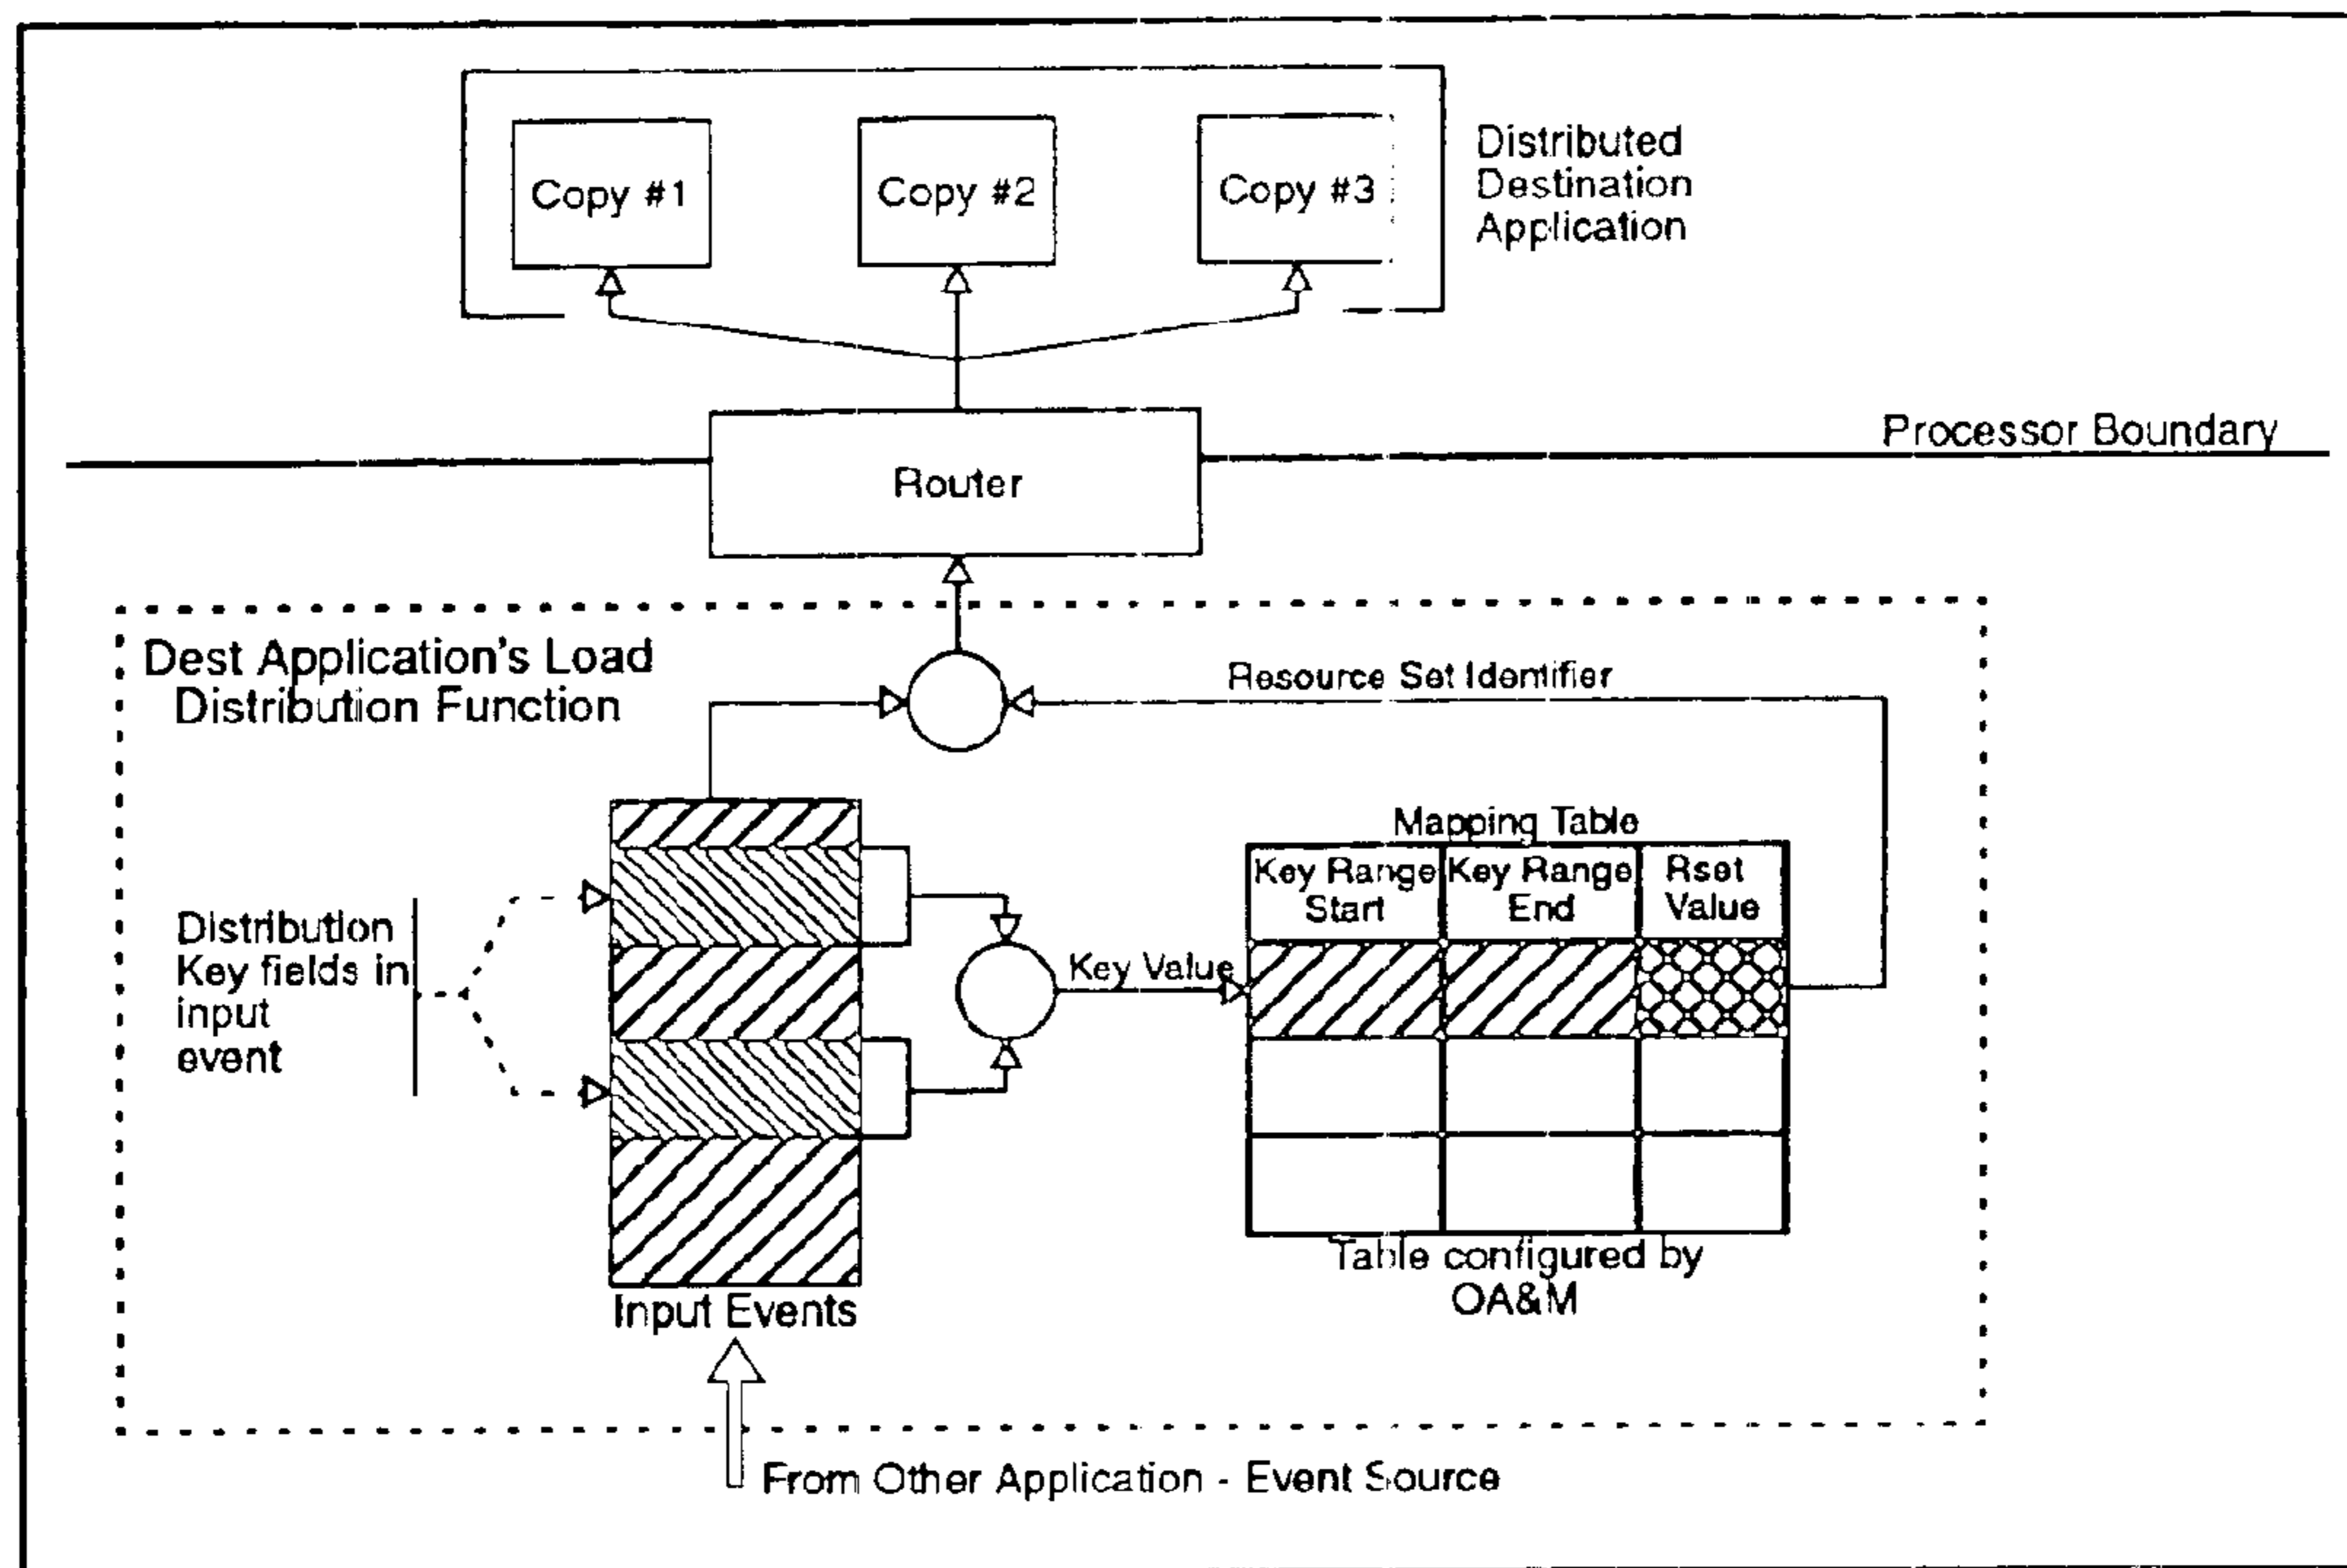 Copy #1
Copy #2
Copy #3
Distributed
Destination
Application
Processor Boundary
Router
Dest Application's Load
Distribution Function
Resource Set Identifier
Distribution
Key fields in
input
event
Key Value
Mapping Table
Key Range
Start
Key Range
End
Rset
Value
Table configured by
OA&M
Input Events
From Other Application - Event Source